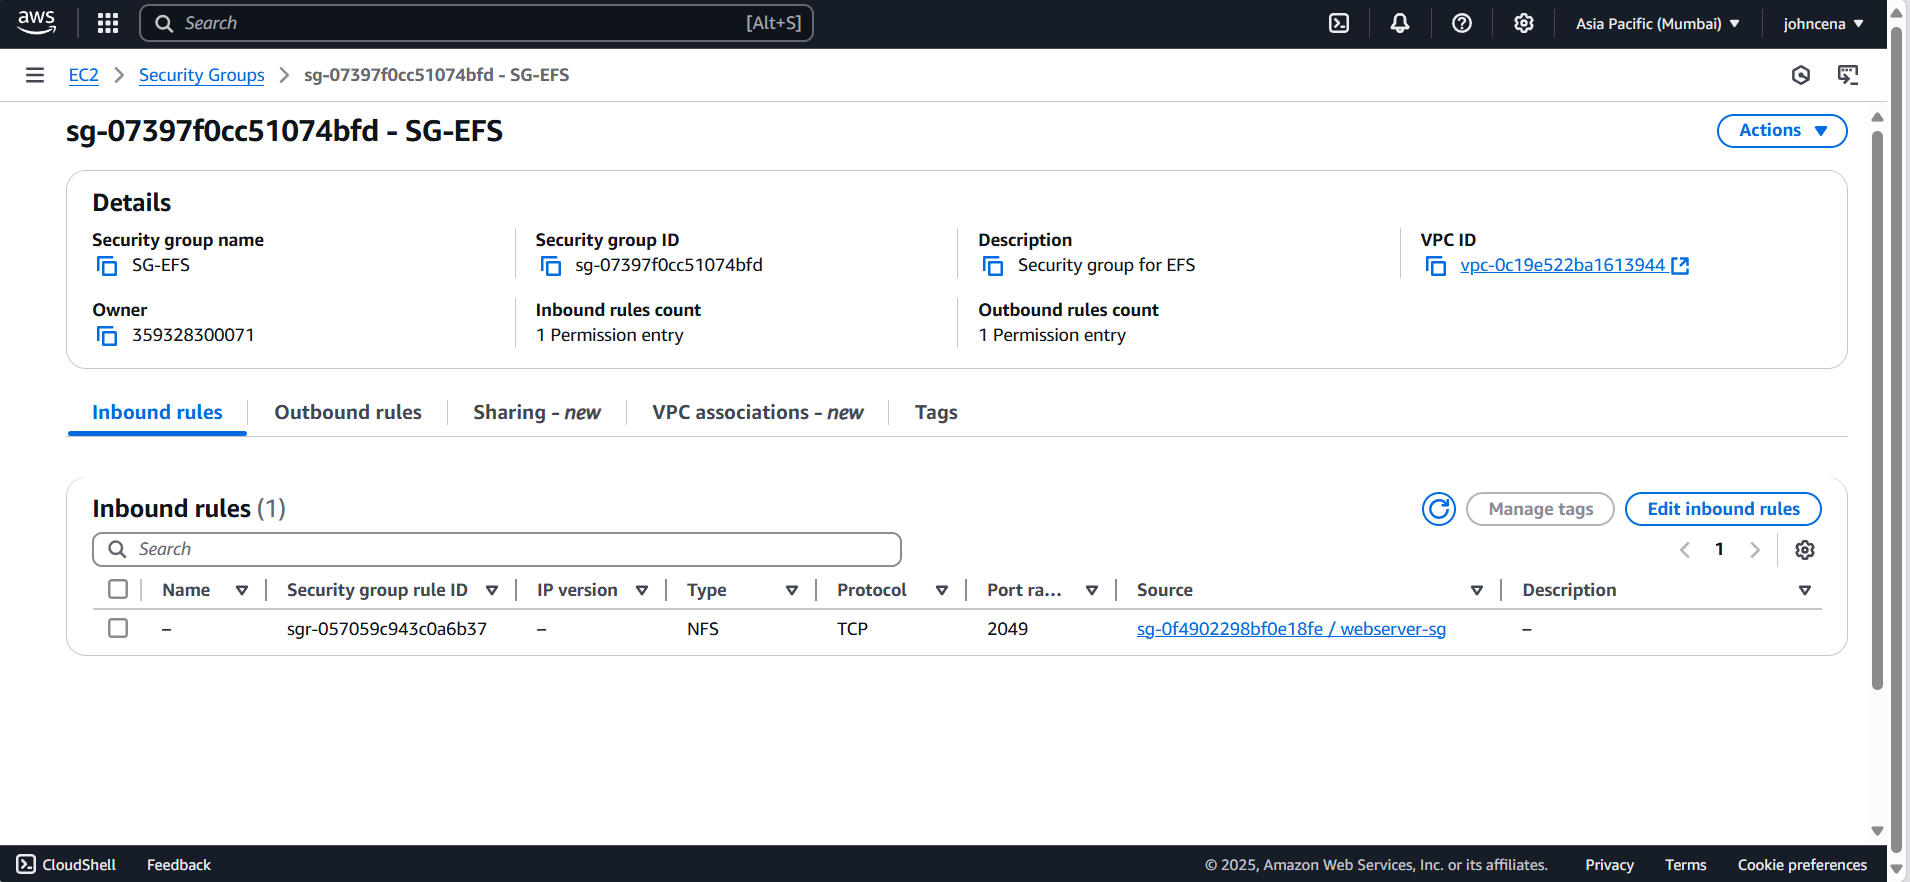 aws Search [Alt+S] Asia Pacific (Mumbai) johncena
EC2 Security Groups sg-07397f0cc51074bfd - SG-EFS
sg-07397f0cc51074bfd - SG-EFS Actions
Details
Security group name Security group ID Description VPC ID
SG-EFS sg-07397f0cc51074bfd Security group for EFS vpc-0c19e522ba1613944
Owner Inbound rules count Outbound rules count
359328300071 1 Permission entry 1 Permission entry
Inbound rules Outbound rules Sharing - new VPC associations - new Tags
Inbound rules (1) Manage tags Edit inbound rules
Search 1
Name Security group rule ID IP version Type Protocol Port ra... Source Description
– sgr-057059c943c0a6b37 – NFS TCP 2049 sg-0f4902298bf0e18fe / webserver-sg –
CloudShell Feedback © 2025, Amazon Web Services, Inc. or its affiliates. Privacy Terms Cookie preferences